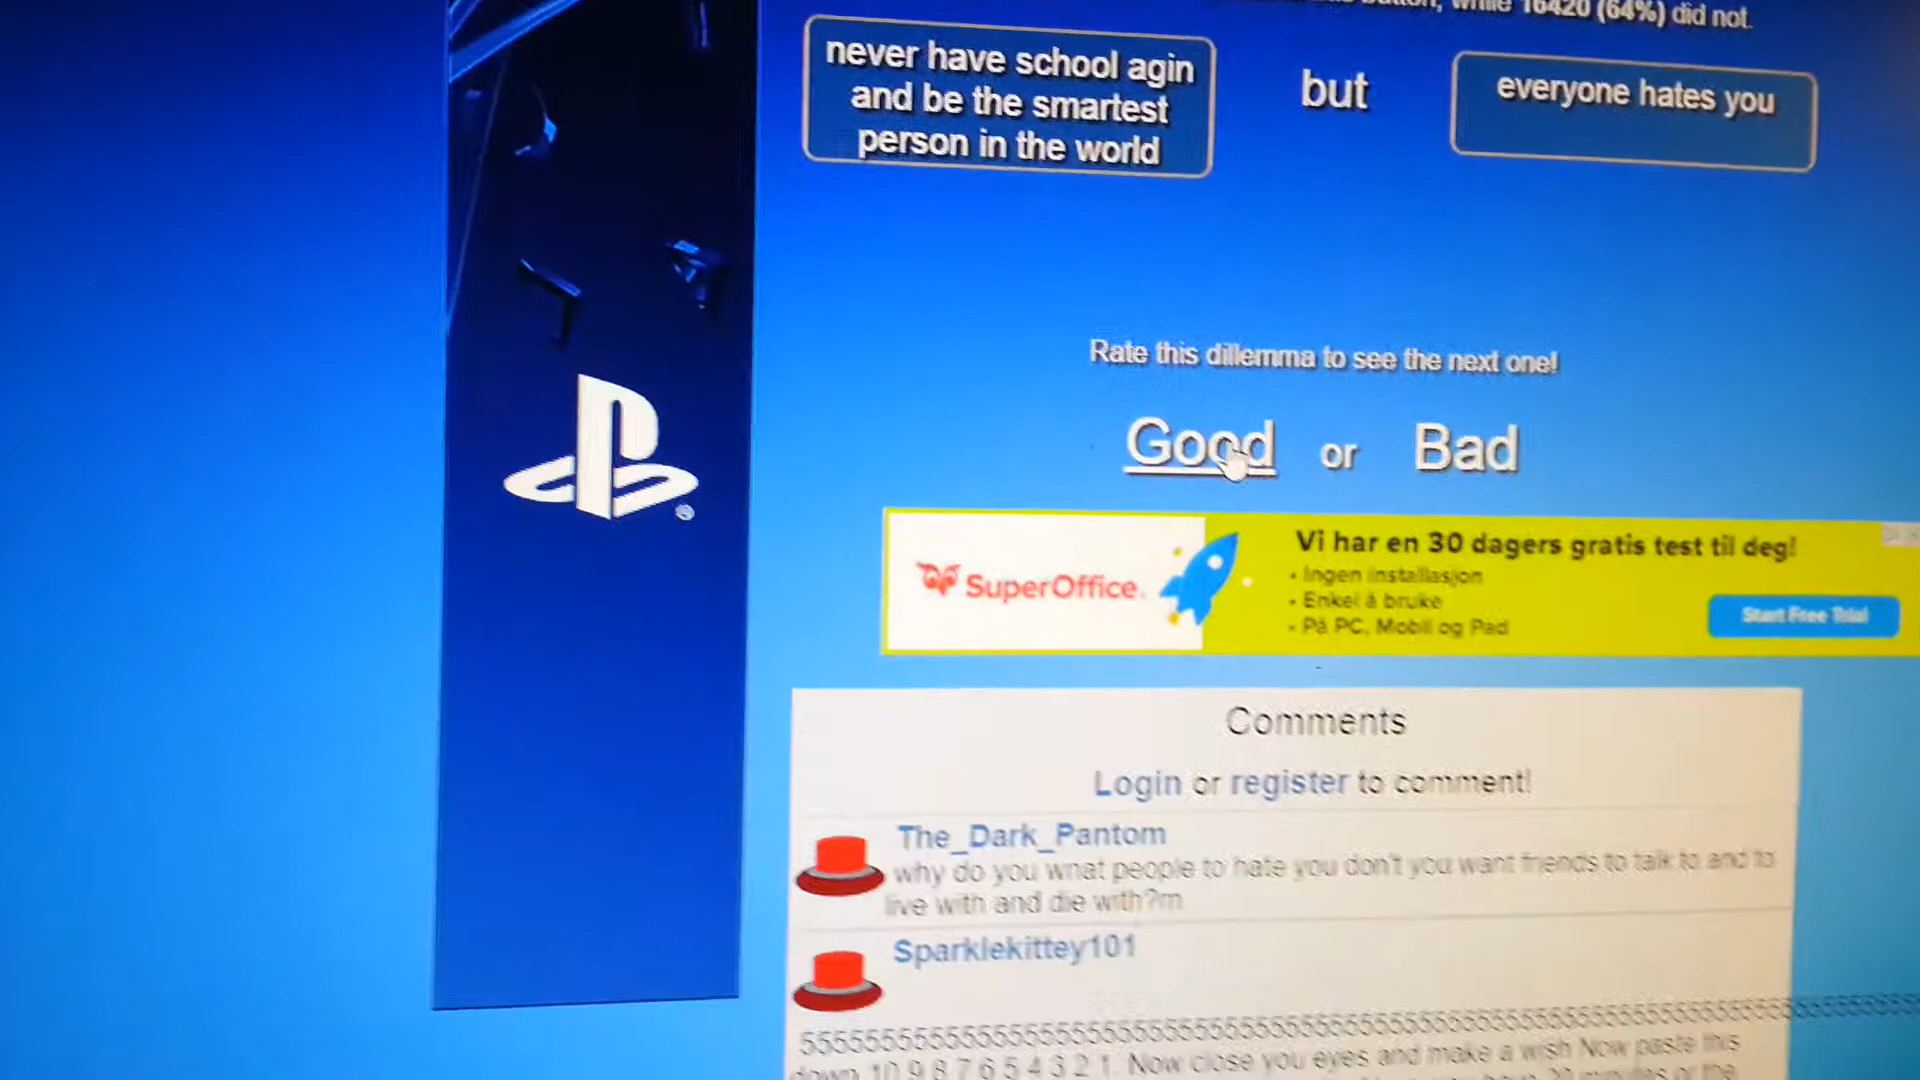 button, while 16420 (64%) did not.
never have school agin
and be the smartest
person in the world
but
everyone hates you
Rate this dillemma to see the next one!
Good or Bad
SuperOffice.
Vi har en 30 dagers gratis test til deg!
• Ingen installasjon
• Enkel å bruke
• På PC, Mobil og Pad
Start Free Trial
Comments
Login or register to comment!
The_Dark_Pantom
why do you wnat people to hate you don't you want friends to talk to and to
live with and die with?rn
Sparklekittey101
down 10 9 8 7 6 5 4 3 2 1. Now close you eyes and make a wish Now paste this